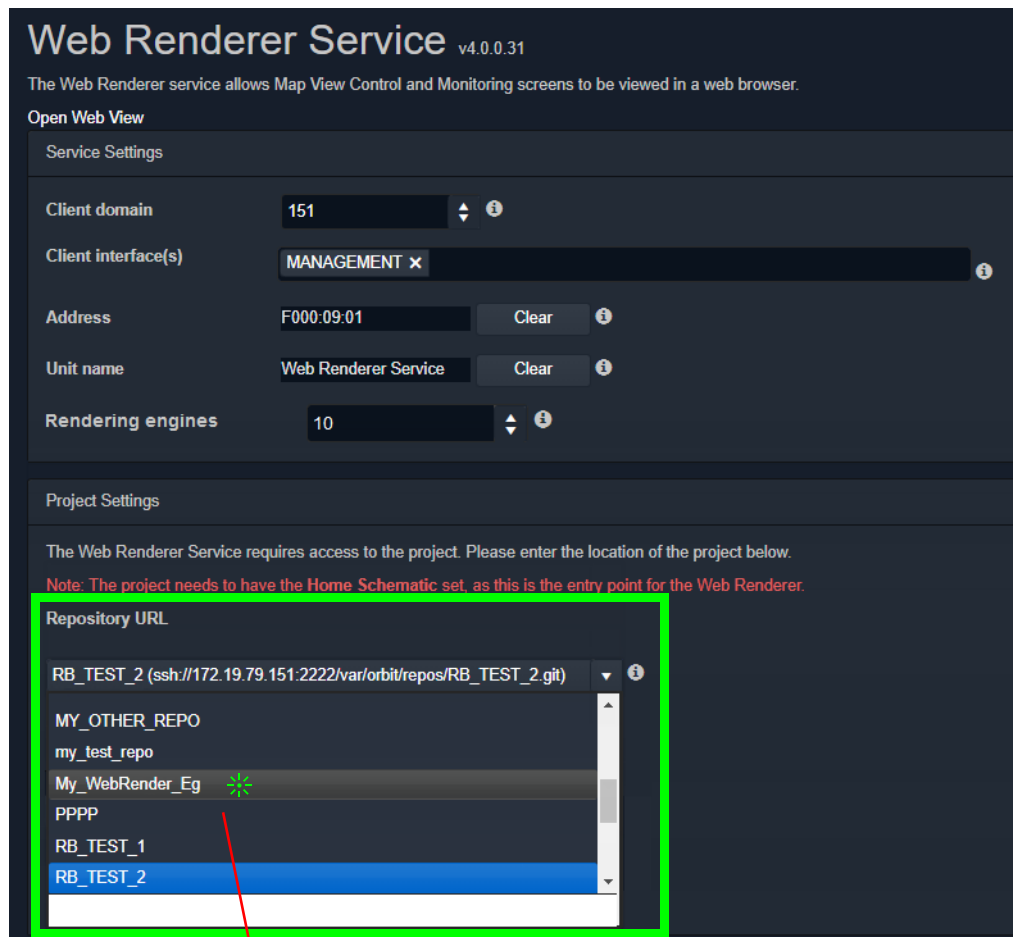 Web Renderer Service v4.0.0.31
The Web Renderer service allows Map View Control and Monitoring screens to be viewed in a web browser.
Open Web View
Service Settings
Client domain 151
Client interface(s) MANAGEMENT ×
Address F000:09:01 Clear
Unit name Web Renderer Service Clear
Rendering engines 10
Project Settings
The Web Renderer Service requires access to the project. Please enter the location of the project below.
Note: The project needs to have the Home Schematic set, as this is the entry point for the Web Renderer.
Repository URL
RB_TEST_2 (ssh://172.19.79.151:2222/var/orbit/repos/RB_TEST_2.git)
MY_OTHER_REPO
my_test_repo
My_WebRender_Eg
PPPP
RB_TEST_1
RB_TEST_2